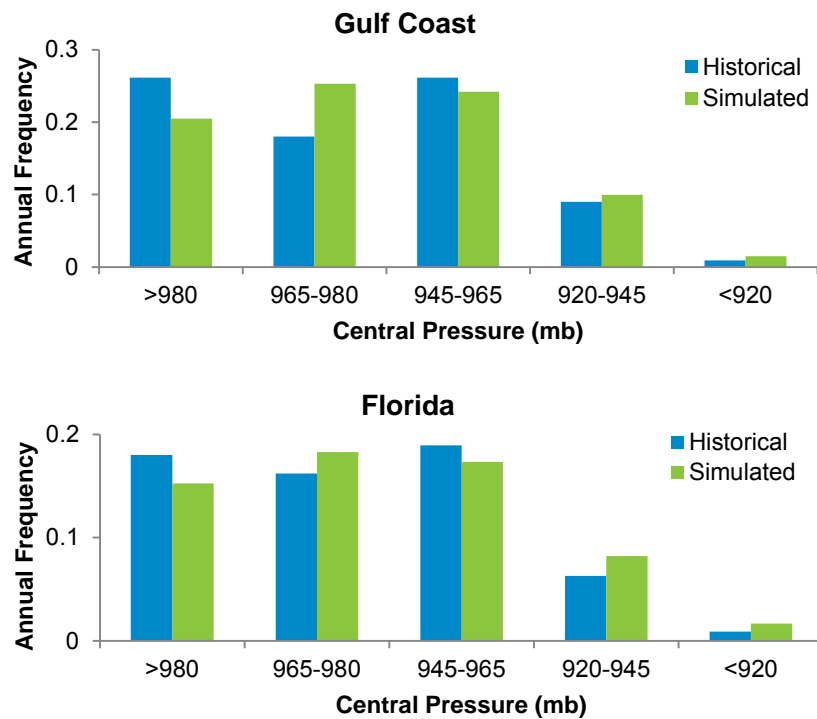 Gulf Coast
Annual Frequency
0.3
0.2
0.1
0
Historical
Simulated
>980 965-980 945-965 920-945 <920
Central Pressure (mb)
Florida
Annual Frequency
0.2
0.1
0
Historical
Simulated
>980 965-980 945-965 920-945 <920
Central Pressure (mb)